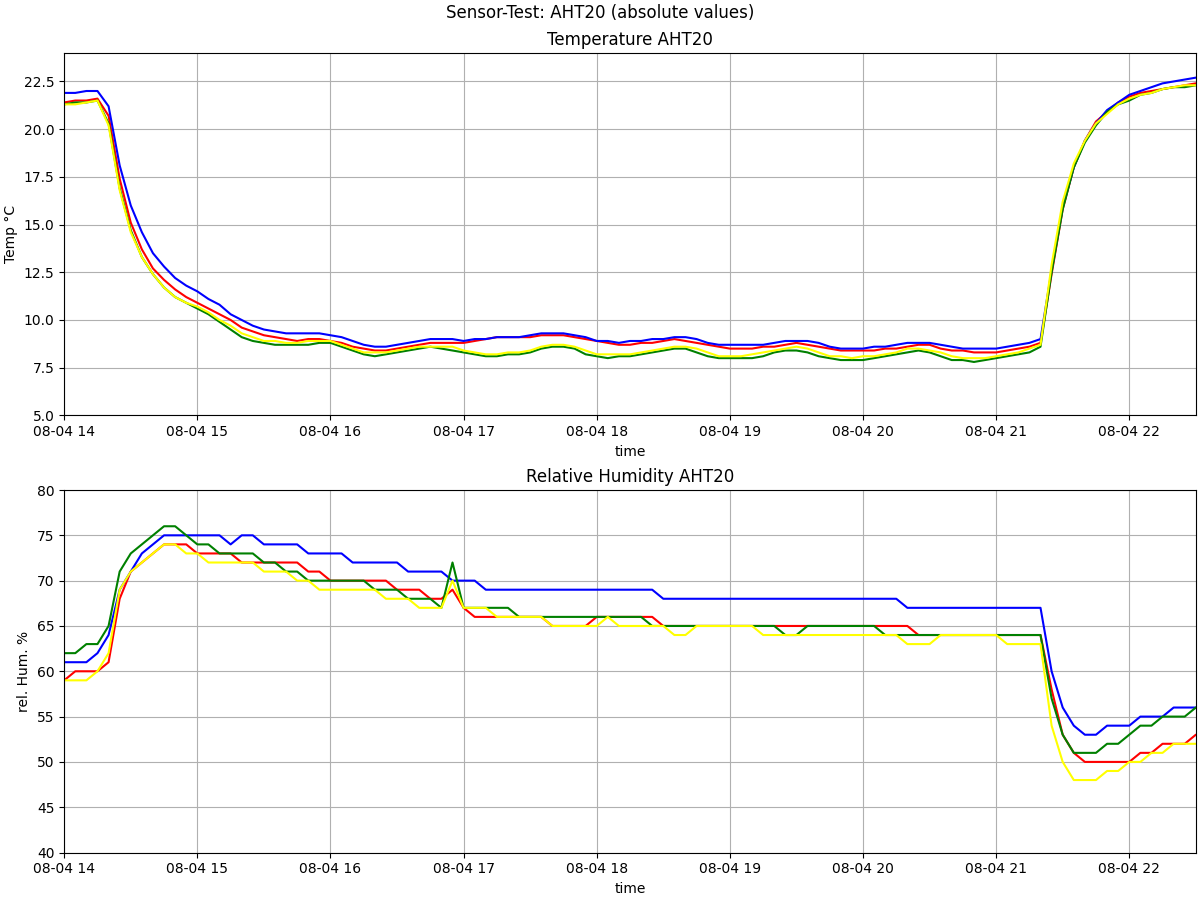 Sensor-Test: AHT20 (absolute values)
Temperature AHT20
22.5
20.0
17.5
15.0
12.5
10.0
7.5
5.0
Temp °C
08-04 14 08-04 15 08-04 16 08-04 17 08-04 18 08-04 19 08-04 20 08-04 21 08-04 22
time
Relative Humidity AHT20
80
75
70
65
60
55
50
45
40
rel. Hum. %
08-04 14 08-04 15 08-04 16 08-04 17 08-04 18 08-04 19 08-04 20 08-04 21 08-04 22
time